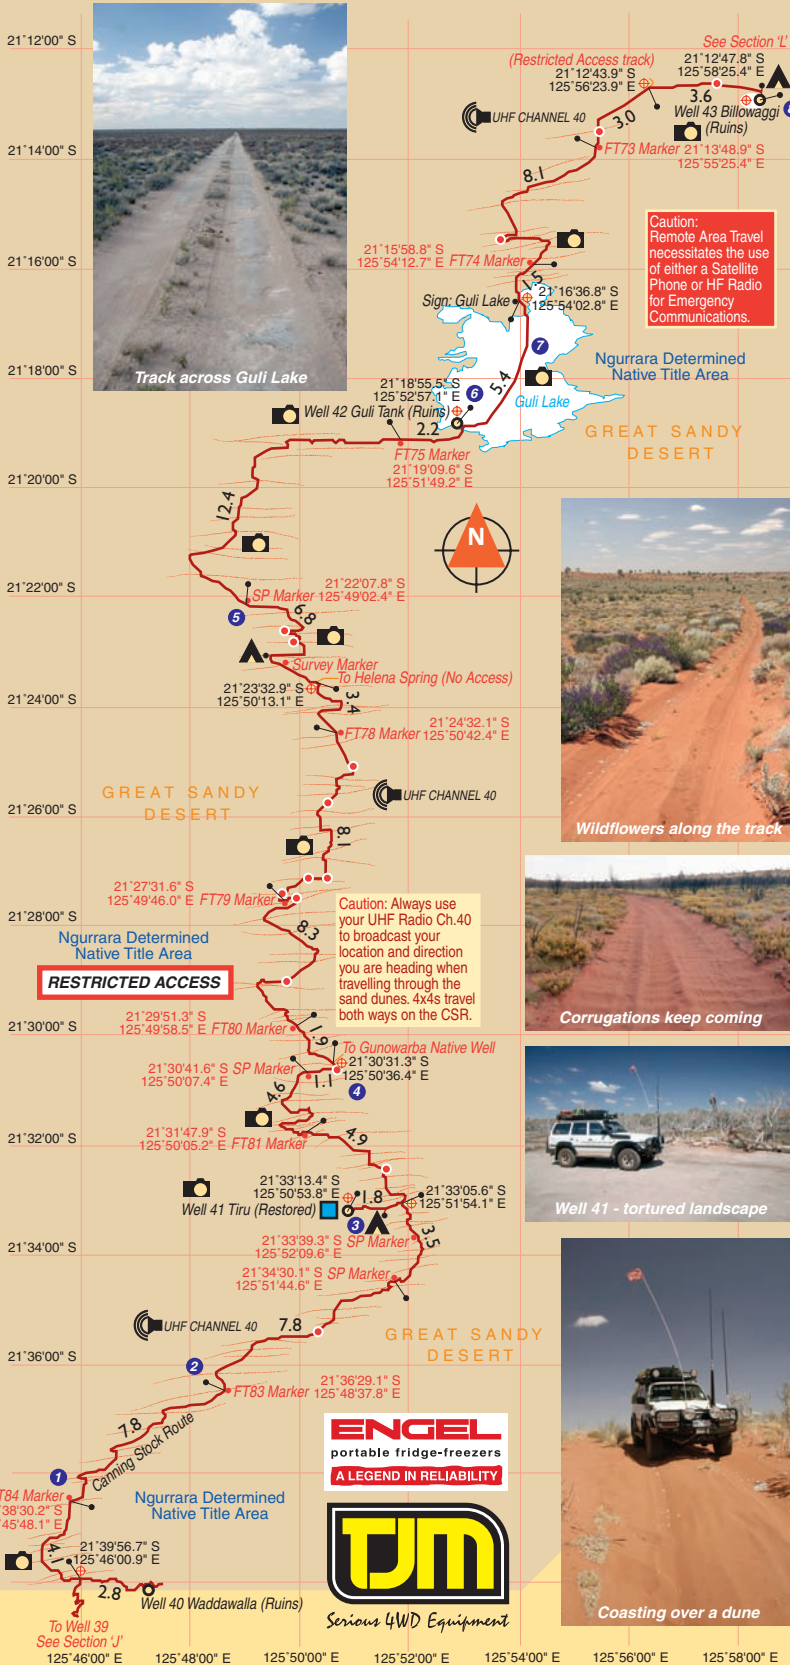 21°12'00" S
See Section 'L'
(Restricted Access track)
21°12'47.8" S
125°58'25.4" E
21°12'43.9" S
125°56'23.9" E
3.6
Well 43 Billowaggi
(Ruins)
3.0
UHF CHANNEL 40
21°14'00" S
FT73 Marker 21°13'48.9" S
125°55'25.4" E
8.1
Caution:
Remote Area Travel
necessitates the use
of either a Satellite
Phone or HF Radio
for Emergency
Communications.
21°15'58.8" S
125°54'12.7" E FT74 Marker
21°16'00" S
1.5
Sign: Guli Lake
21°16'36.8" S
125°54'02.8" E
7
Ngurrara Determined
Native Title Area
21°18'00" S
Track across Guli Lake
21°18'55.5" S
125°52'57.1" E
6
5.4
Guli Lake
Well 42 Guli Tank (Ruins)
2.2
GREAT SANDY
DESERT
FT75 Marker
21°19'09.6" S
125°51'49.2" E
21°20'00" S
12.4
N
21°22'00" S
21°22'07.8" S
SP Marker 125°49'02.4" E
5
6.8
Survey Marker
To Helena Spring (No Access)
21°23'32.9" S
125°50'13.1" E
21°24'00" S
3.4
21°24'32.1" S
FT78 Marker 125°50'42.4" E
GREAT SANDY
DESERT
UHF CHANNEL 40
21°26'00" S
Wildflowers along the track
8.1
21°27'31.6" S
125°49'46.0" E FT79 Marker
21°28'00" S
8.3
Caution: Always use
your UHF Radio Ch.40
to broadcast your
location and direction
you are heading when
travelling through the
sand dunes. 4x4s travel
both ways on the CSR.
Ngurrara Determined
Native Title Area
RESTRICTED ACCESS
Corrugations keep coming
21°29'51.3" S
125°49'58.5" E FT80 Marker
21°30'00" S
1.9
To Gunowarba Native Well
21°30'31.3" S
125°50'36.4" E
21°30'41.6" S SP Marker
125°50'07.4" E
1.1
4
4.6
21°31'47.9" S
125°50'05.2" E FT81 Marker
21°32'00" S
4.9
21°33'13.4" S
125°50'53.8" E
1.8
21°33'05.6" S
125°51'54.1" E
Well 41 Tiru (Restored)
3
Well 41 - tortured landscape
21°33'39.3" S SP Marker
125°52'09.6" E
3.5
21°34'00" S
21°34'30.1" S SP Marker
125°51'44.6" E
UHF CHANNEL 40
7.8
GREAT SANDY
DESERT
21°36'00" S
2
21°36'29.1" S
FT83 Marker 125°48'37.8" E
7.8
Canning Stock Route
ENGEL
portable fridge-freezers
A LEGEND IN RELIABILITY
1
T84 Marker
°38'30.2" S
°45'48.1" E
Ngurrara Determined
Native Title Area
TJM
Serious 4WD Equipment
4.1
21°39'56.7" S
125°46'00.9" E
2.8
Well 40 Waddawalla (Ruins)
Coasting over a dune
To Well 39
See Section 'J'
125°46'00" E
125°48'00" E
125°50'00" E
125°52'00" E
125°54'00" E
125°56'00" E
125°58'00" E